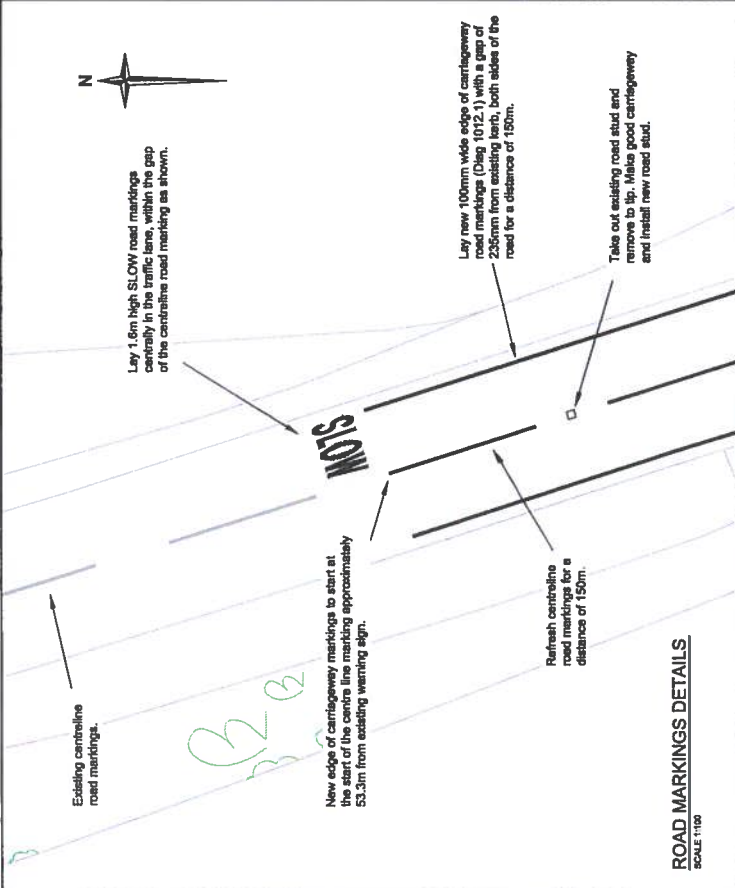 N
Lay 1.6m high SLOW road markings
centrally in the traffic lane, within the gap
of the centreline road marking as shown.
Lay new 100mm wide edge of carriageway
road markings (Diag 1012.1) with a gap of
235mm from existing kerb, both sides of the
road for a distance of 150m.
Take out existing road stud and
remove to tip. Make good carriageway
and install new road stud.
SLOW
Existing centreline
road markings.
New edge of carriageway markings to start at
the start of the centre line marking approximately
53.3m from existing warning sign.
Refresh centreline
road markings for a
distance of 150m.
ROAD MARKINGS DETAILS
SCALE 1:100